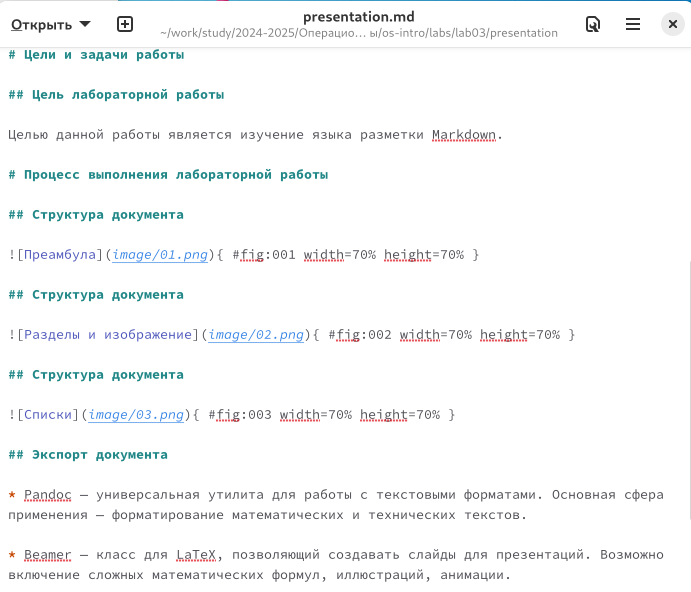 Открыть
presentation.md
~/work/study/2024-2025/Операцио… ы/os-intro/labs/lab03/presentation
# Цели и задачи работы
## Цель лабораторной работы
Целью данной работы является изучение языка разметки Markdown.
# Процесс выполнения лабораторной работы
## Структура документа
![Преамбула](image/01.png){ #fig:001 width=70% height=70% }
## Структура документа
![Разделы и изображение](image/02.png){ #fig:002 width=70% height=70% }
## Структура документа
![Списки](image/03.png){ #fig:003 width=70% height=70% }
## Экспорт документа
* Pandoc — универсальная утилита для работы с текстовыми форматами. Основная сфера
применения — форматирование математических и технических текстов.
* Beamer — класс для LaTeX, позволяющий создавать слайды для презентаций. Возможно
включение сложных математических формул, иллюстраций, анимации.